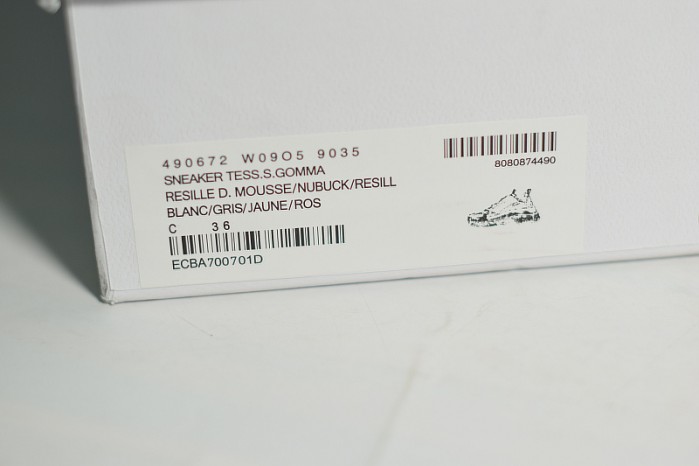 490672 W09O5 9035
SNEAKER TESS.S.GOMMA
RESILLE D. MOUSSE/NUBUCK/RESILL
BLANC/GRIS/JAUNE/ROS
C 36
ECBA700701D
8080874490